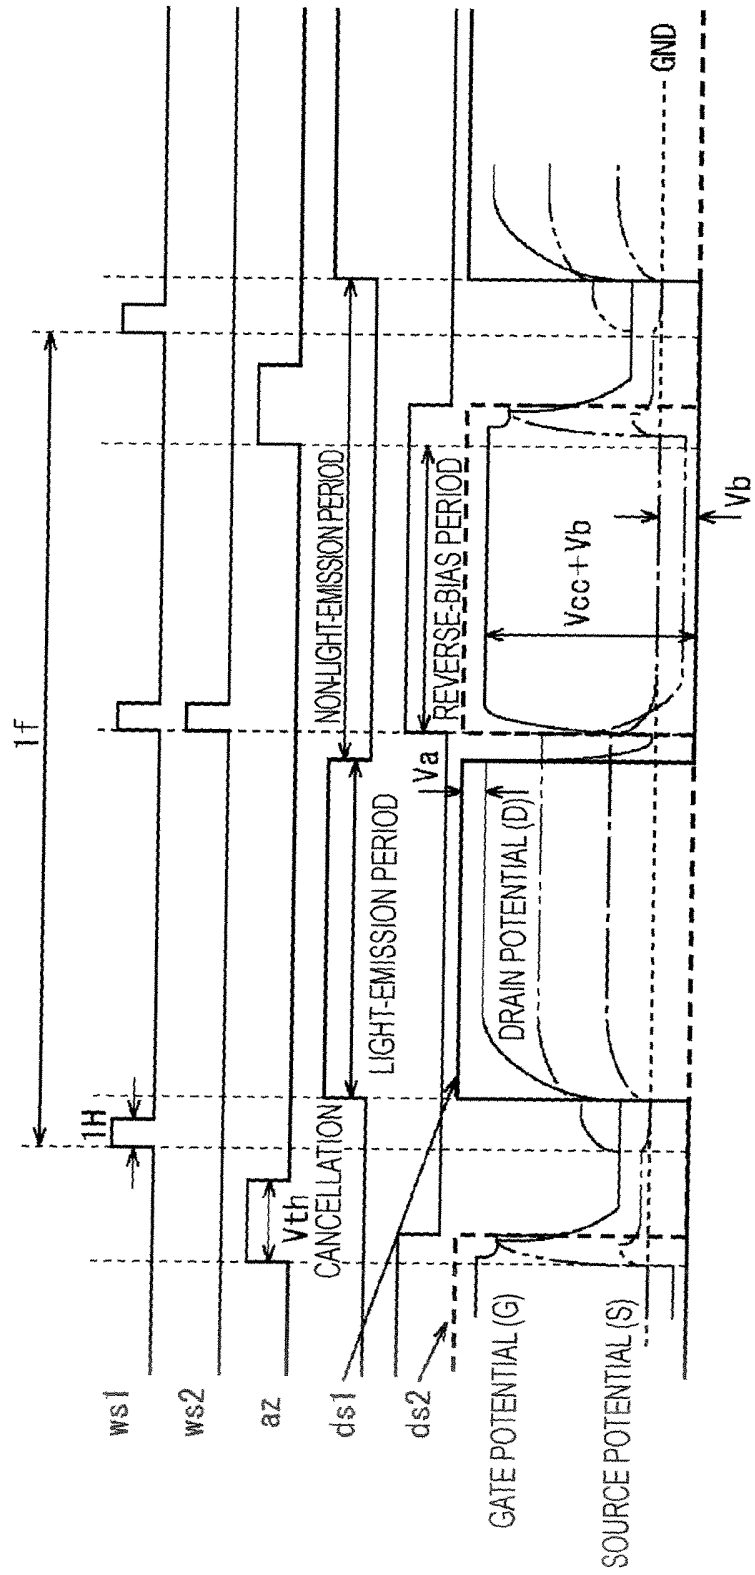 1f
1H
ws1
ws2
az
Vth
CANCELLATION
ds1
LIGHT-EMISSION PERIOD
NON-LIGHT-EMISSION PERIOD
ds2
REVERSE-BIAS PERIOD
Va
GATE POTENTIAL (G)
DRAIN POTENTIAL (D)
Vcc+Vb
SOURCE POTENTIAL (S)
GND
Vb